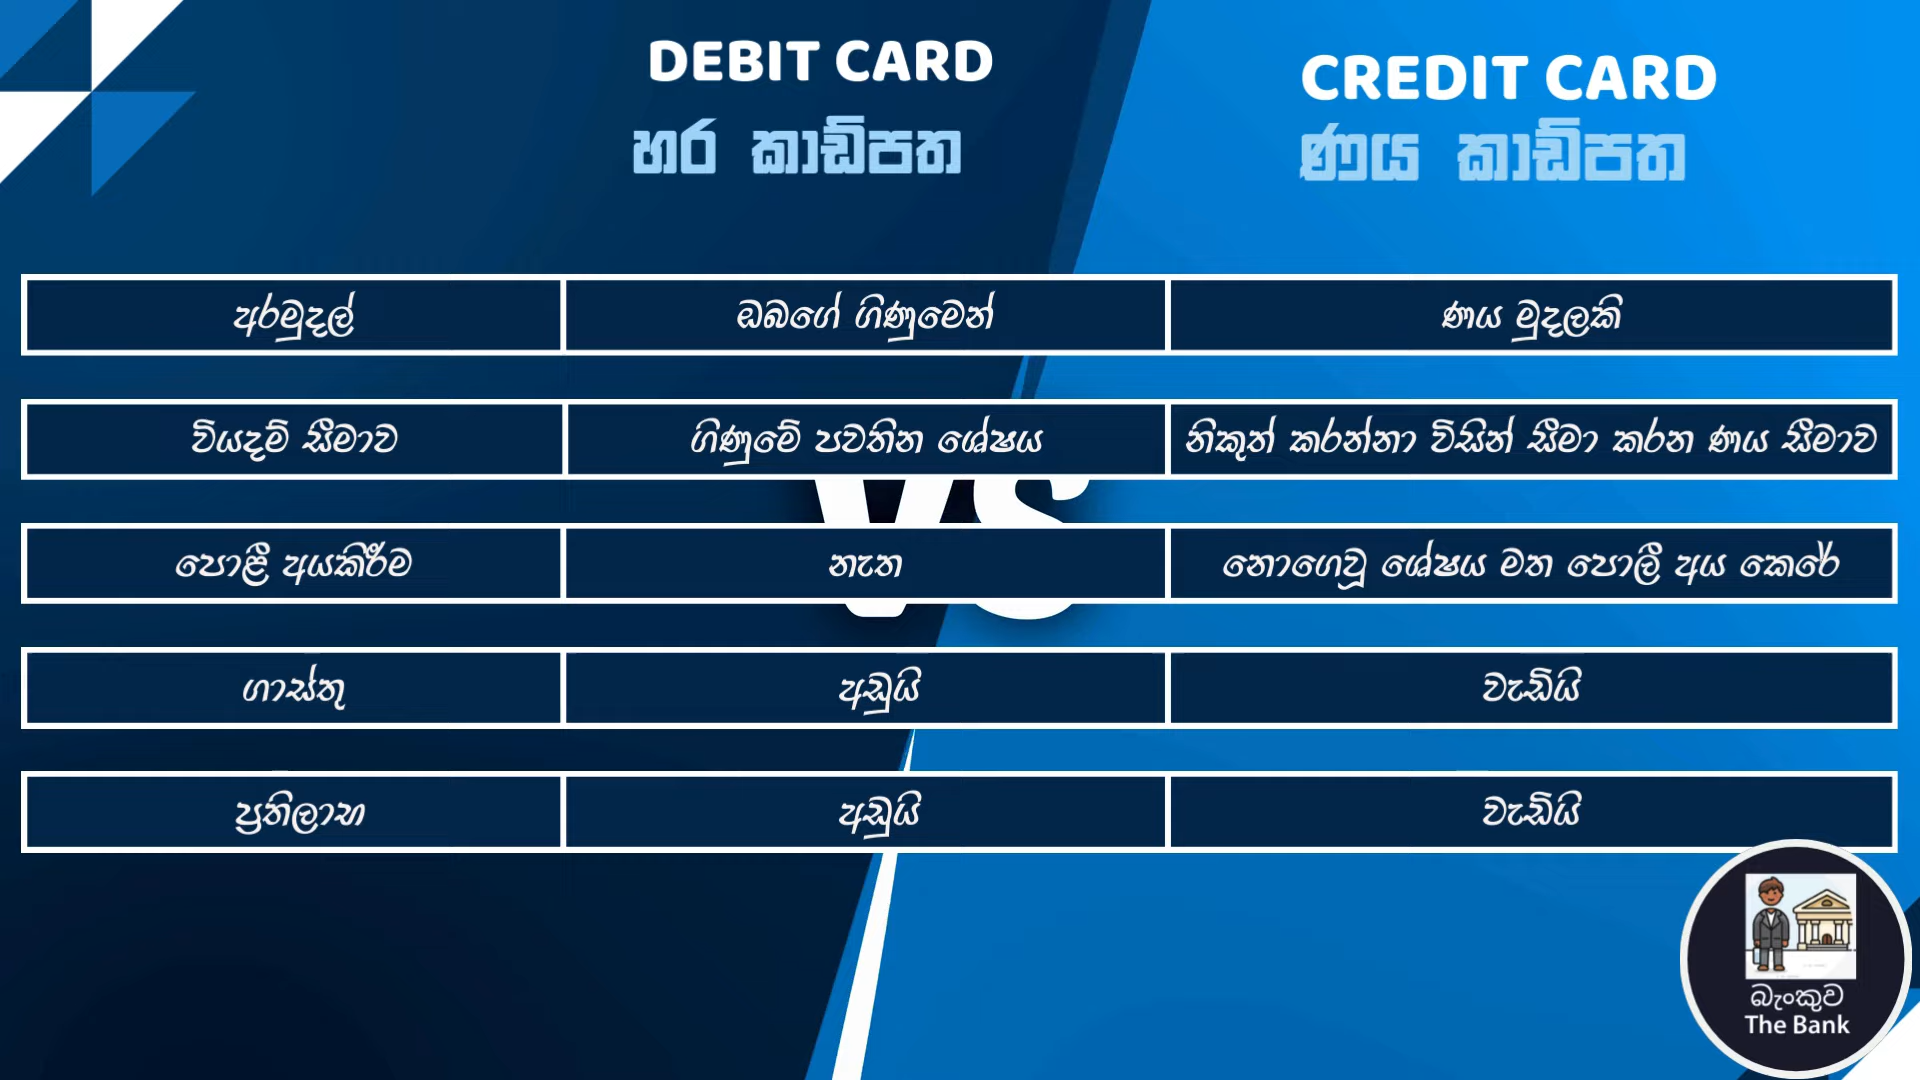 DEBIT CARD
හර කාඩ්පත
CREDIT CARD
ණය කාඩ්පත
අරමුදල් ඔබගේ ගිණුමෙන් ණය මුදලකි
වියදම් සීමාව ගිණුමේ පවතින ශේෂය නිකුත් කරන්නා විසින් සීමා කරන ණය සීමාව
VS
පොළී අයකිරීම නැත නොගෙවූ ශේෂය මත පොලී අය කෙරේ
ගාස්තු අඩුයි වැඩියි
ප්‍රතිලාභ අඩුයි වැඩියි
බැංකුව
The Bank